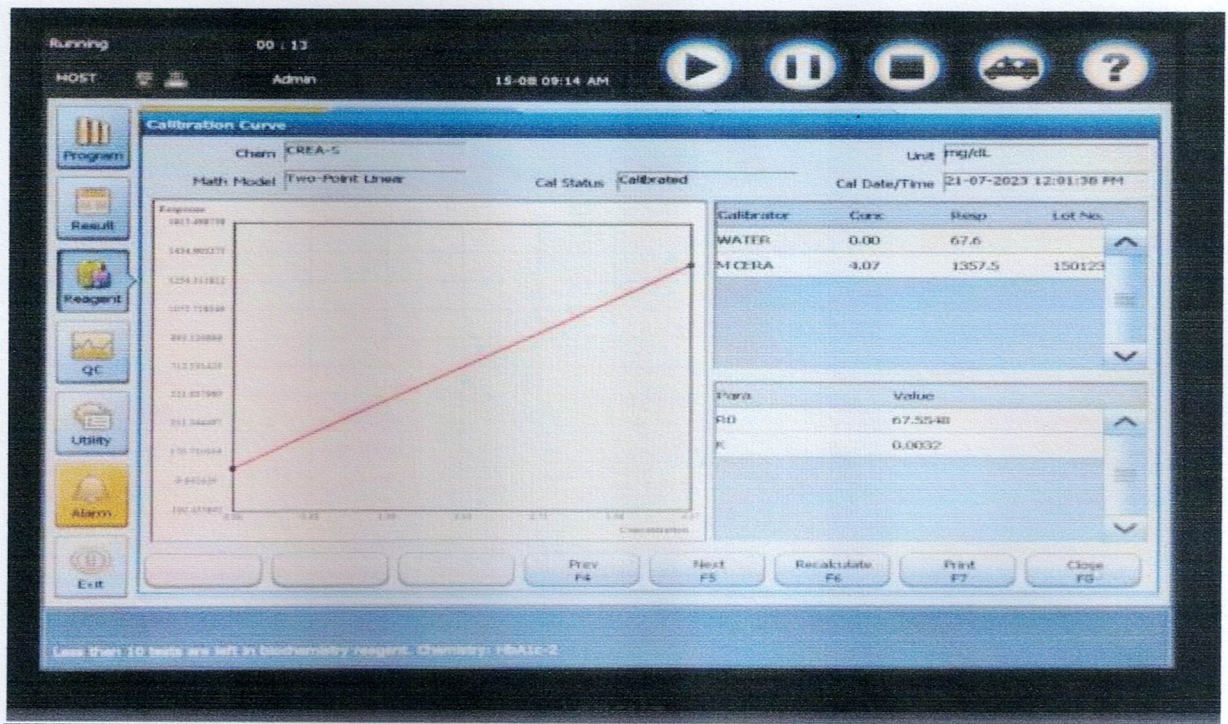 Running 00 : 13
HOST Admin 15-08 09:14 AM
?
Calibration Curve
Program
Chem CREA-S Unit mg/dL
Math Model Two-Point Linear Cal Status Calibrated Cal Date/Time 21-07-2023 12:01:38 PM
Response
Calibrator Conc Resp Lot No.
Result
WATER 0.00 67.6
M CERA 4.07 1357.5 150123
Reagent
QC
Para Value
R0 67.5548
K 0.0032
Utility
Alarm
Concentration
Exit
Prev F4
Next F5
Recalculate F6
Print F7
Close F8
Less then 10 tests are left in biochemistry reagent. Chemistry: HbA1c-2